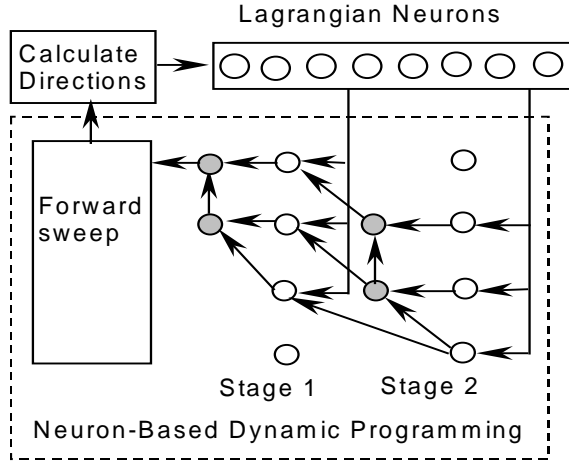 Lagrangian Neurons
Calculate
Directions
Forward
sweep
Stage 1
Stage 2
Neuron-Based Dynamic Programming